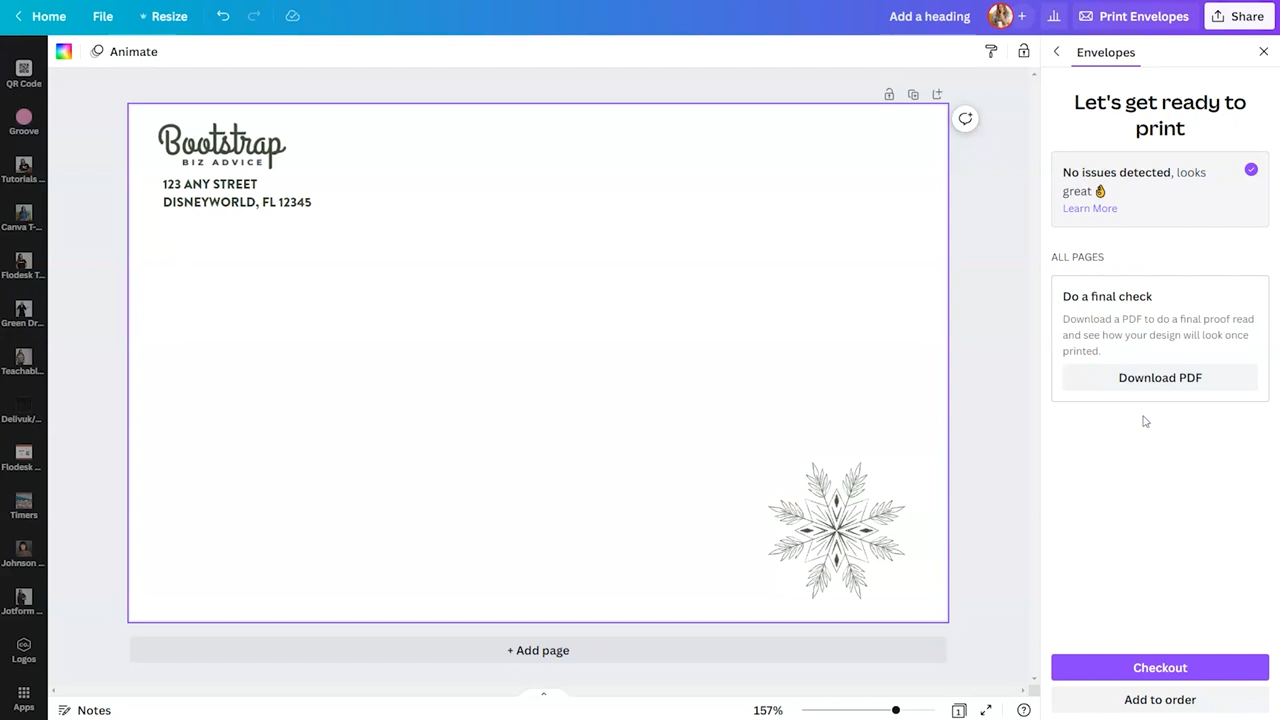 Home
File
Resize
Add a heading
Print Envelopes
Share
Animate
Envelopes
QR Code
Groove
Tutorials ...
Canva T-...
Flodesk T...
Green Dr...
Teachabl...
Delivuk/...
Flodesk ...
Timers
Johnson ...
Jotform ...
Logos
CO.
Apps
Bootstrap
BIZ ADVICE
123 ANY STREET
DISNEYWORLD, FL 12345
+ Add page
Let's get ready to
print
No issues detected, looks
great 👌
Learn More
ALL PAGES
Do a final check
Download a PDF to do a final proof read
and see how your design will look once
printed.
Download PDF
Checkout
Add to order
Notes
157%
1